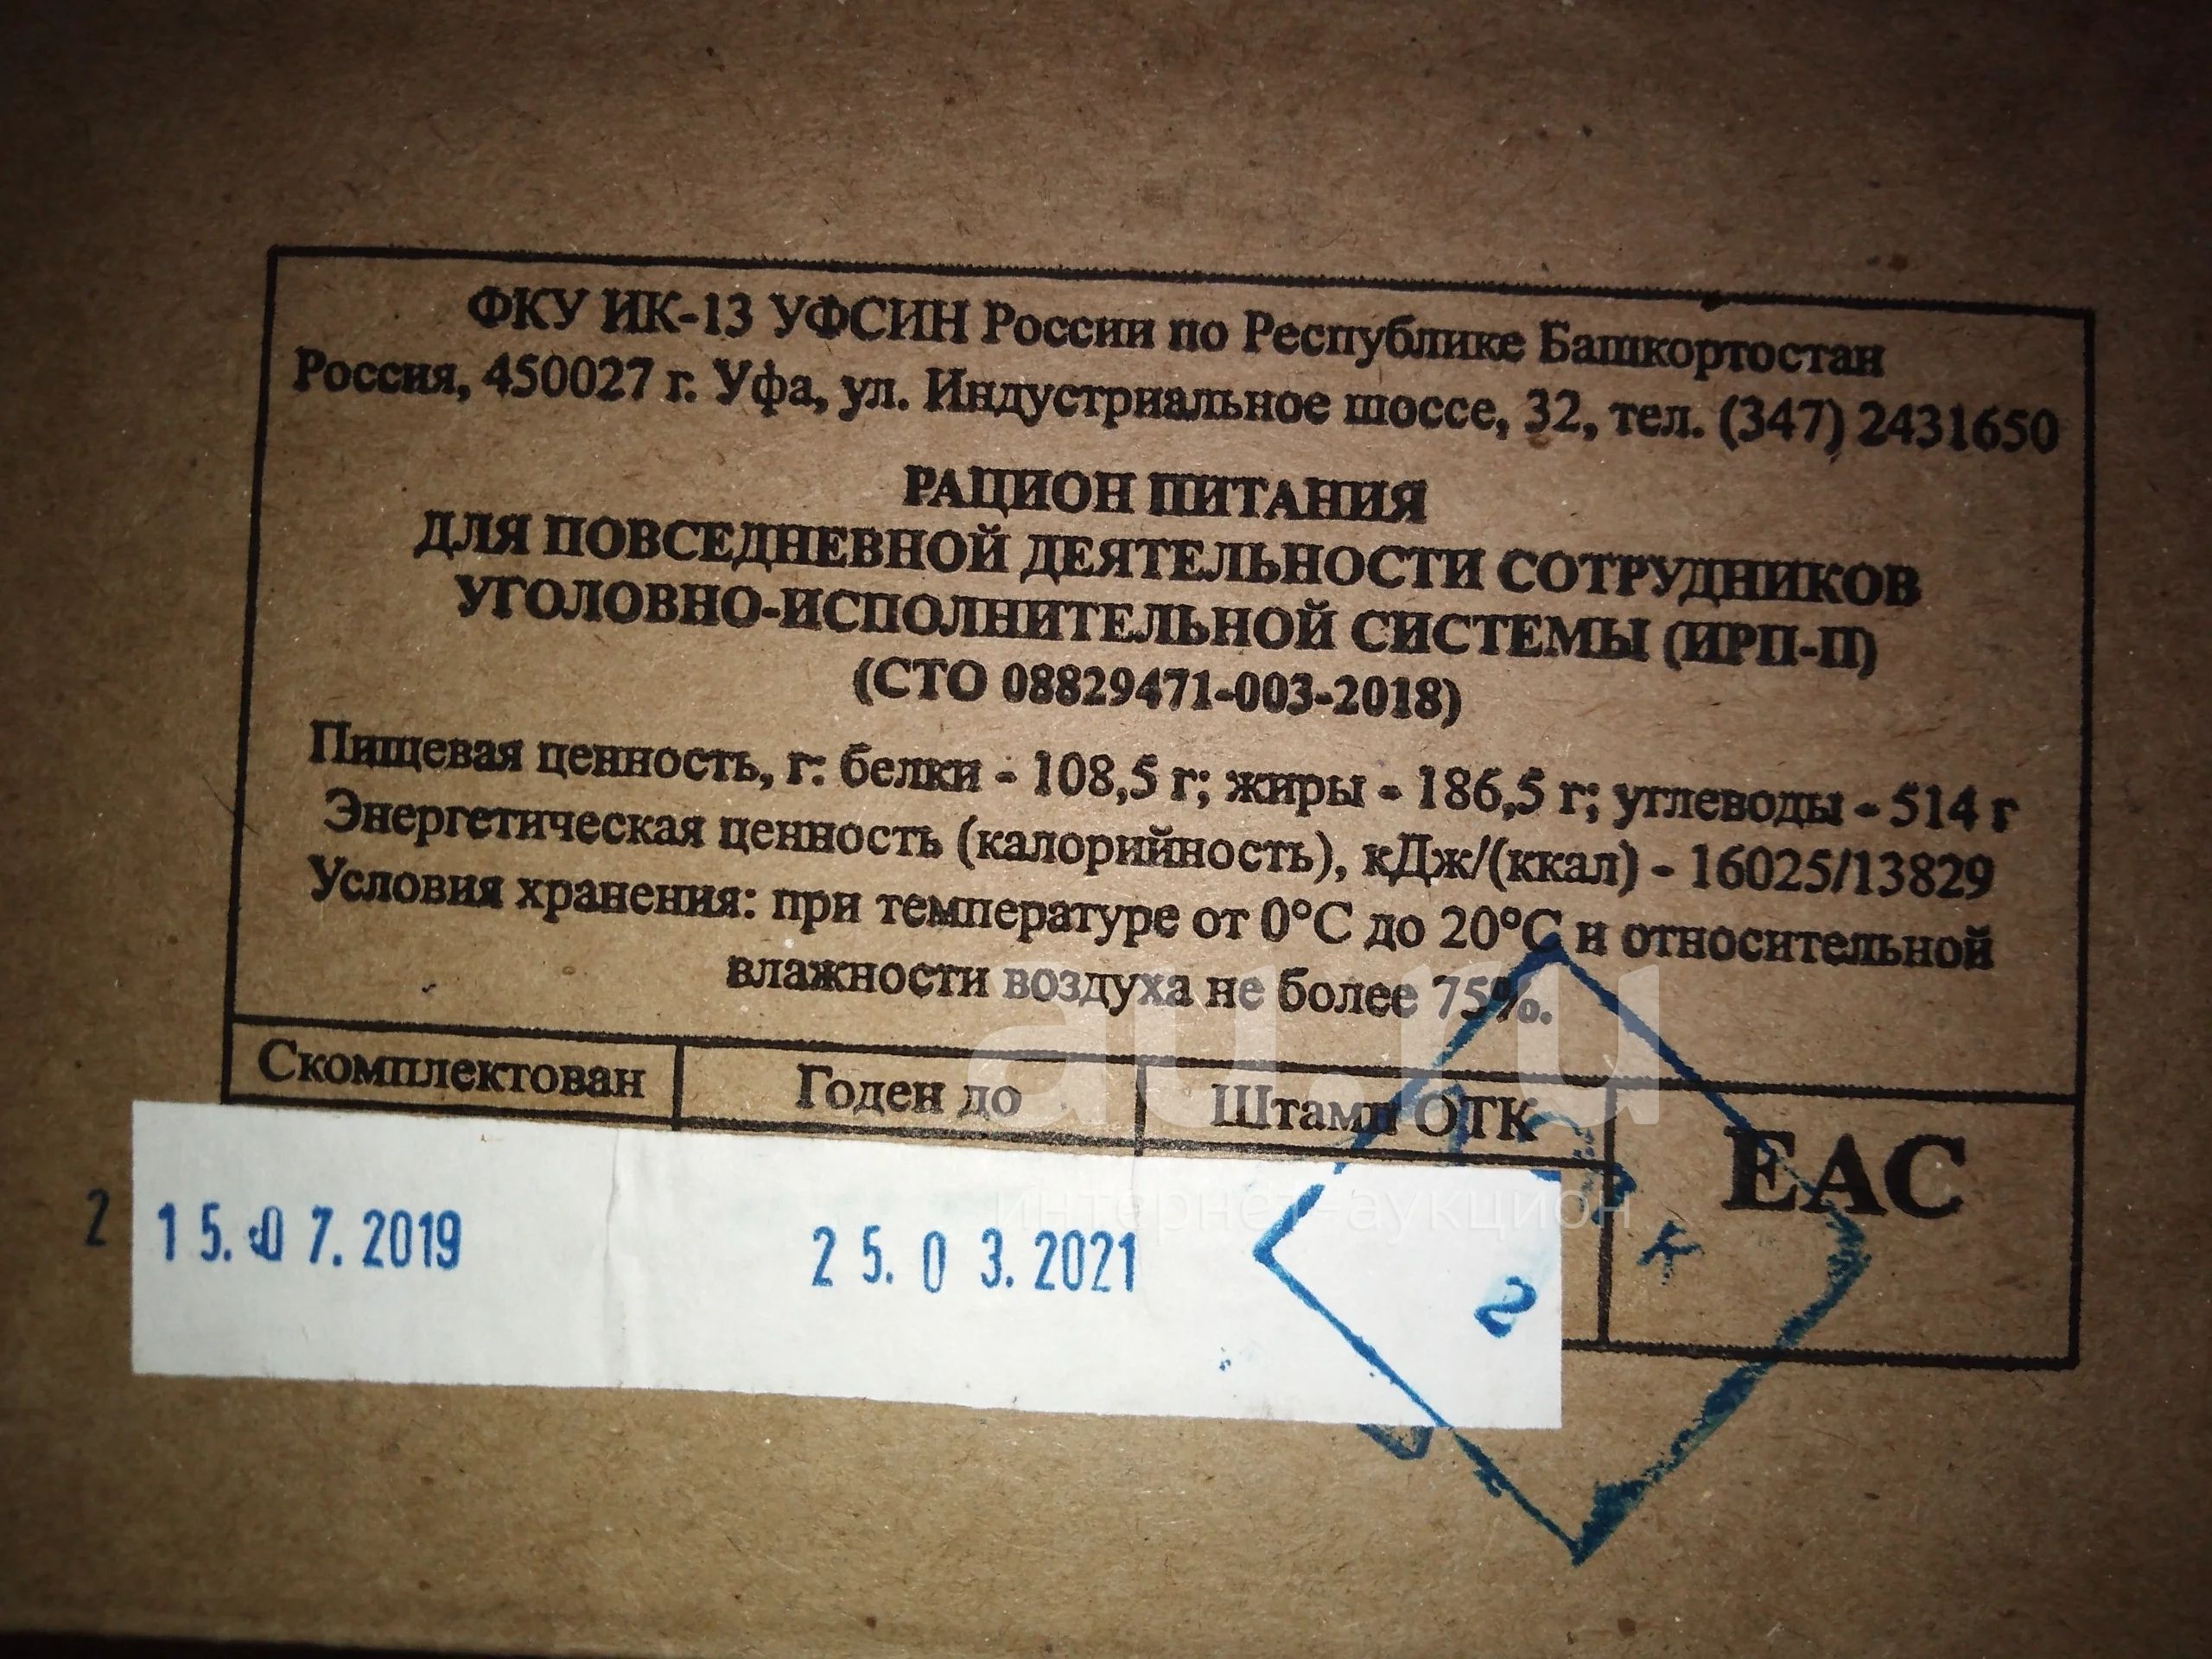 ФКУ ИК-13 УФСИН России по Республике Башкортостан
Россия, 450027 г. Уфа, ул. Индустриальное шоссе, 32, тел. (347) 2431650
РАЦИОН ПИТАНИЯ
ДЛЯ ПОВСЕДНЕВНОЙ ДЕЯТЕЛЬНОСТИ СОТРУДНИКОВ
УГОЛОВНО-ИСПОЛНИТЕЛЬНОЙ СИСТЕМЫ (ИРП-П)
(СТО 08829471-003-2018)
Пищевая ценность, г: белки - 108,5 г; жиры - 186,5 г; углеводы - 514 г
Энергетическая ценность (калорийность), кДж/(ккал) - 16025/13829
Условия хранения: при температуре от 0°С до 20°С и относительной
влажности воздуха не более 75%.
Скомплектован Годен до Штамп ОТК
EAC
2 15.07.2019 25.03.2021
К
2
au.ru
интернет-аукцион